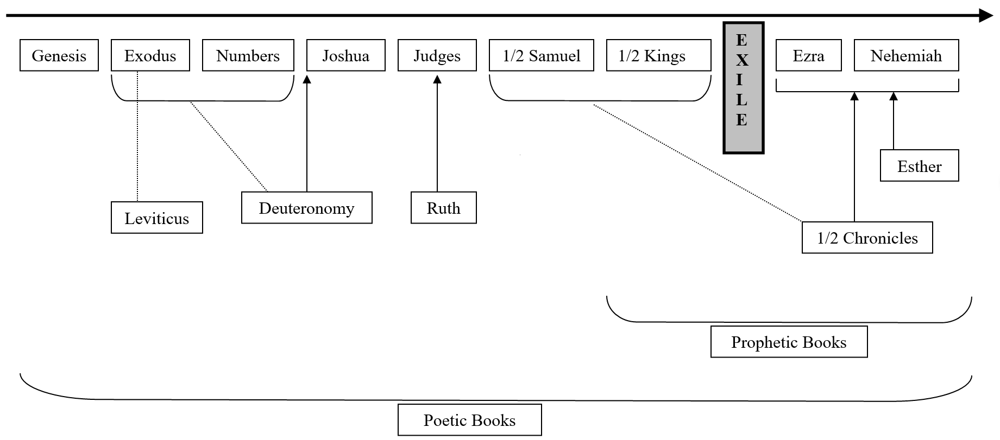 Genesis
Exodus
Numbers
Joshua
Judges
1/2 Samuel
1/2 Kings
E
X
I
L
E
Ezra
Nehemiah
Esther
Leviticus
Deuteronomy
Ruth
1/2 Chronicles
Prophetic Books
Poetic Books